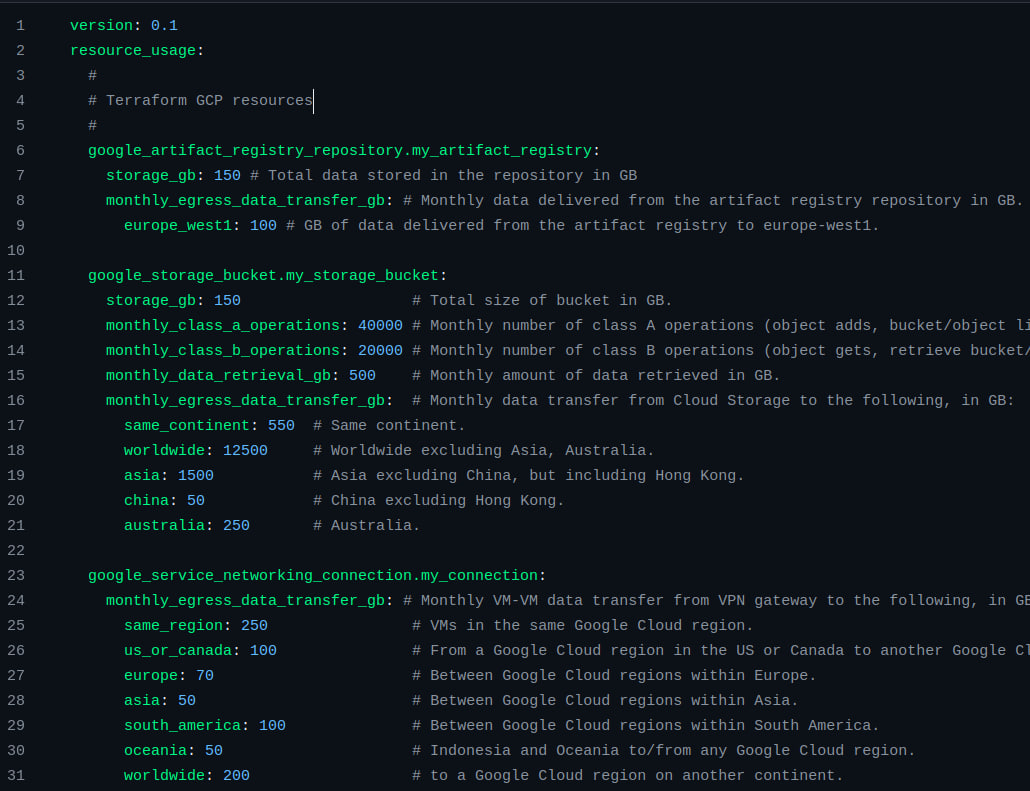 1 version: 0.1
2 resource_usage:
3 #
4 # Terraform GCP resources
5 #
6 google_artifact_registry_repository.my_artifact_registry:
7 storage_gb: 150 # Total data stored in the repository in GB
8 monthly_egress_data_transfer_gb: # Monthly data delivered from the artifact registry repository in GB.
9 europe_west1: 100 # GB of data delivered from the artifact registry to europe-west1.
10
11 google_storage_bucket.my_storage_bucket:
12 storage_gb: 150 # Total size of bucket in GB.
13 monthly_class_a_operations: 40000 # Monthly number of class A operations (object adds, bucket/object li
14 monthly_class_b_operations: 20000 # Monthly number of class B operations (object gets, retrieve bucket/
15 monthly_data_retrieval_gb: 500 # Monthly amount of data retrieved in GB.
16 monthly_egress_data_transfer_gb: # Monthly data transfer from Cloud Storage to the following, in GB:
17 same_continent: 550 # Same continent.
18 worldwide: 12500 # Worldwide excluding Asia, Australia.
19 asia: 1500 # Asia excluding China, but including Hong Kong.
20 china: 50 # China excluding Hong Kong.
21 australia: 250 # Australia.
22
23 google_service_networking_connection.my_connection:
24 monthly_egress_data_transfer_gb: # Monthly VM-VM data transfer from VPN gateway to the following, in GB
25 same_region: 250 # VMs in the same Google Cloud region.
26 us_or_canada: 100 # From a Google Cloud region in the US or Canada to another Google Cl
27 europe: 70 # Between Google Cloud regions within Europe.
28 asia: 50 # Between Google Cloud regions within Asia.
29 south_america: 100 # Between Google Cloud regions within South America.
30 oceania: 50 # Indonesia and Oceania to/from any Google Cloud region.
31 worldwide: 200 # to a Google Cloud region on another continent.